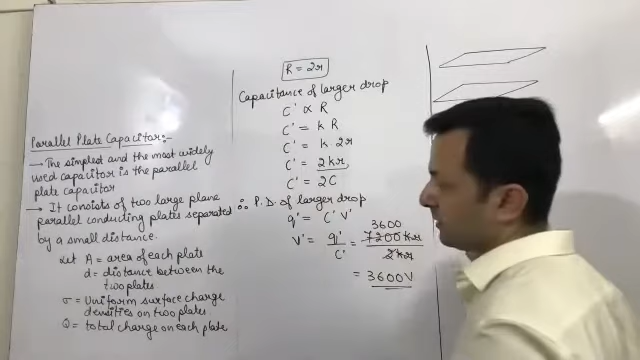 Parallel Plate Capacitor:-
→ The simplest and the most widely
used capacitor is the parallel
plate capacitor
→ It consists of two large plane
parallel conducting plates separated
by a small distance.
Let A = area of each plate
d = distance between the
two plates
σ = Uniform surface charge
densities on two plates
Q = total charge on each plate
R = 2r
Capacitance of larger drop
C' ∝ R
C' = k R
C' = k · 2r
C' = 2kr
C' = 2C
∴ P.D. of larger drop
q' = C' V'
V' = q'/C' = 7200kr/2kr
3600
= 3600V